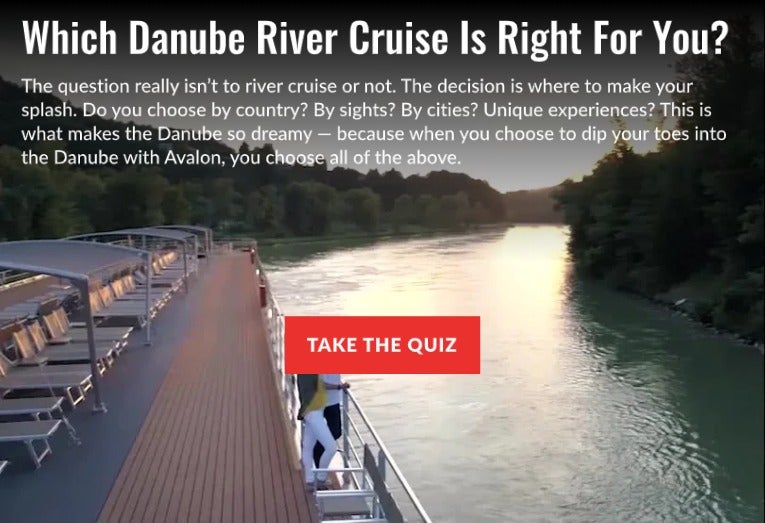 Which Danube River Cruise Is Right For You?
The question really isn’t to river cruise or not. The decision is where to make your
splash. Do you choose by country? By sights? By cities? Unique experiences? This is
what makes the Danube so dreamy — because when you choose to dip your toes into
the Danube with Avalon, you choose all of the above.
TAKE THE QUIZ